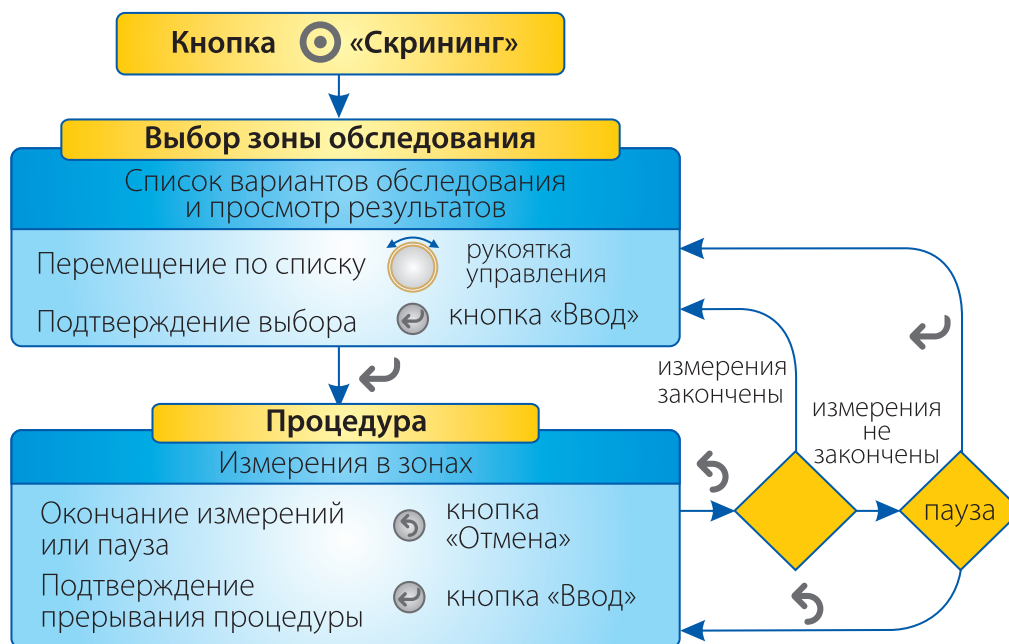 Кнопка «Скрининг»
Выбор зоны обследования
Список вариантов обследования
и просмотр результатов
Перемещение по списку
рукоятка
управления
Подтверждение выбора
кнопка «Ввод»
измерения
закончены
измерения
не
закончены
Процедура
Измерения в зонах
Окончание измерений
или пауза
кнопка
«Отмена»
Подтверждение
прерывания процедуры
кнопка «Ввод»
пауза